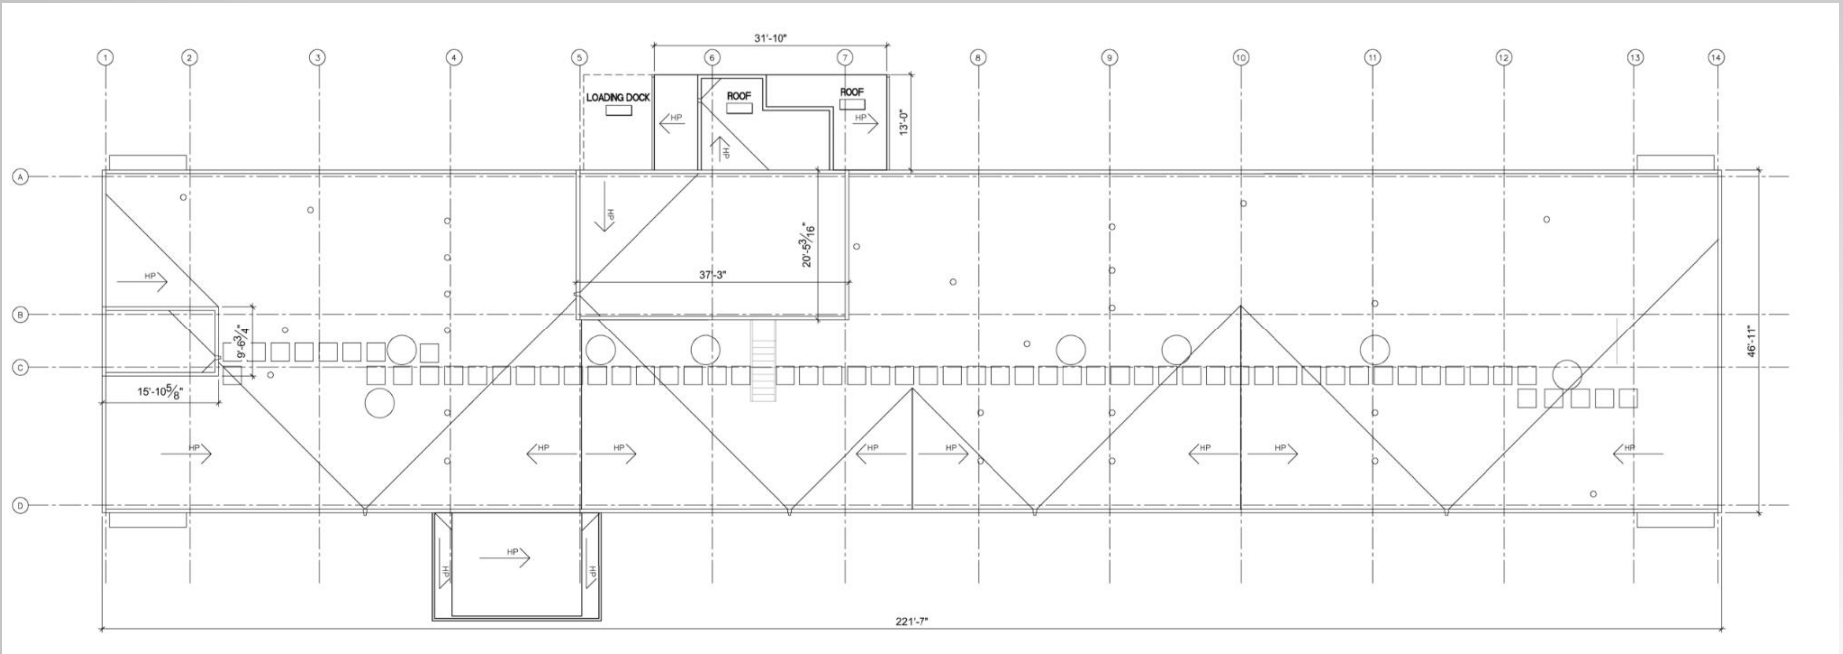 31'-10"
1 2 3 4 5 6 7 8 9 10 11 12 13 14
LOADING DOCK
ROOF
ROOF
HP
HP
HP
13'-0"
A
HP
20'-5 3/16"
37'-3"
HP
B
9'-6 3/4"
46'-11"
C
15'-10 5/8"
HP
HP
HP
HP
HP
HP
HP
HP
D
HP
HP
HP
221'-7"